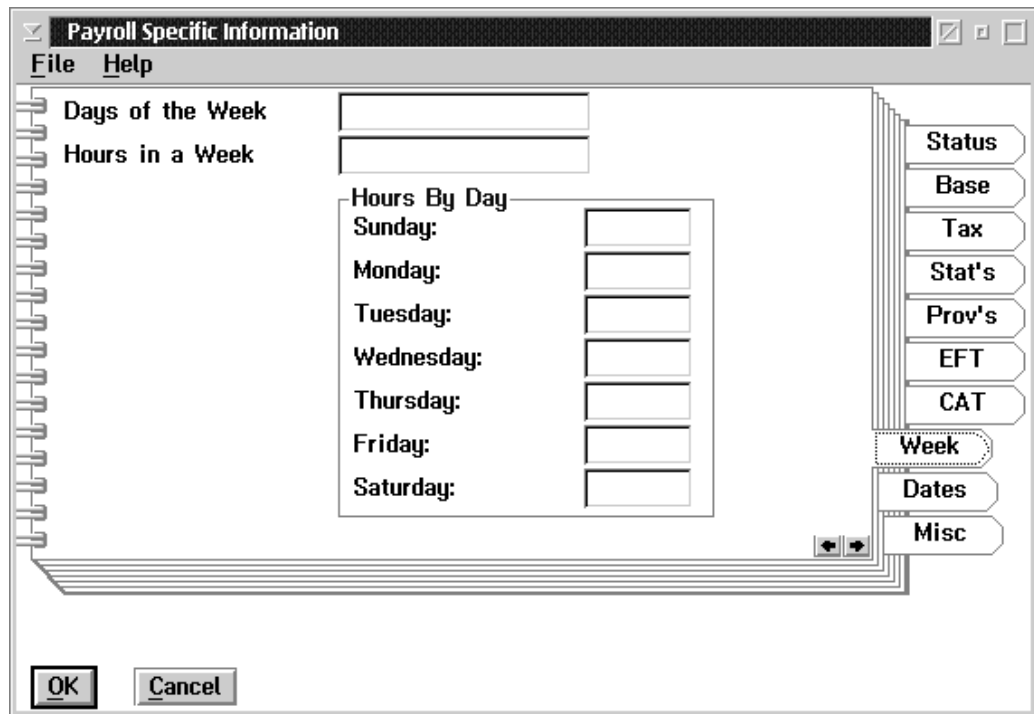 Payroll Specific Information
File Help
Days of the Week
Hours in a Week
Hours By Day
Sunday:
Monday:
Tuesday:
Wednesday:
Thursday:
Friday:
Saturday:
Status
Base
Tax
Stat's
Prov's
EFT
CAT
Week
Dates
Misc
OK Cancel